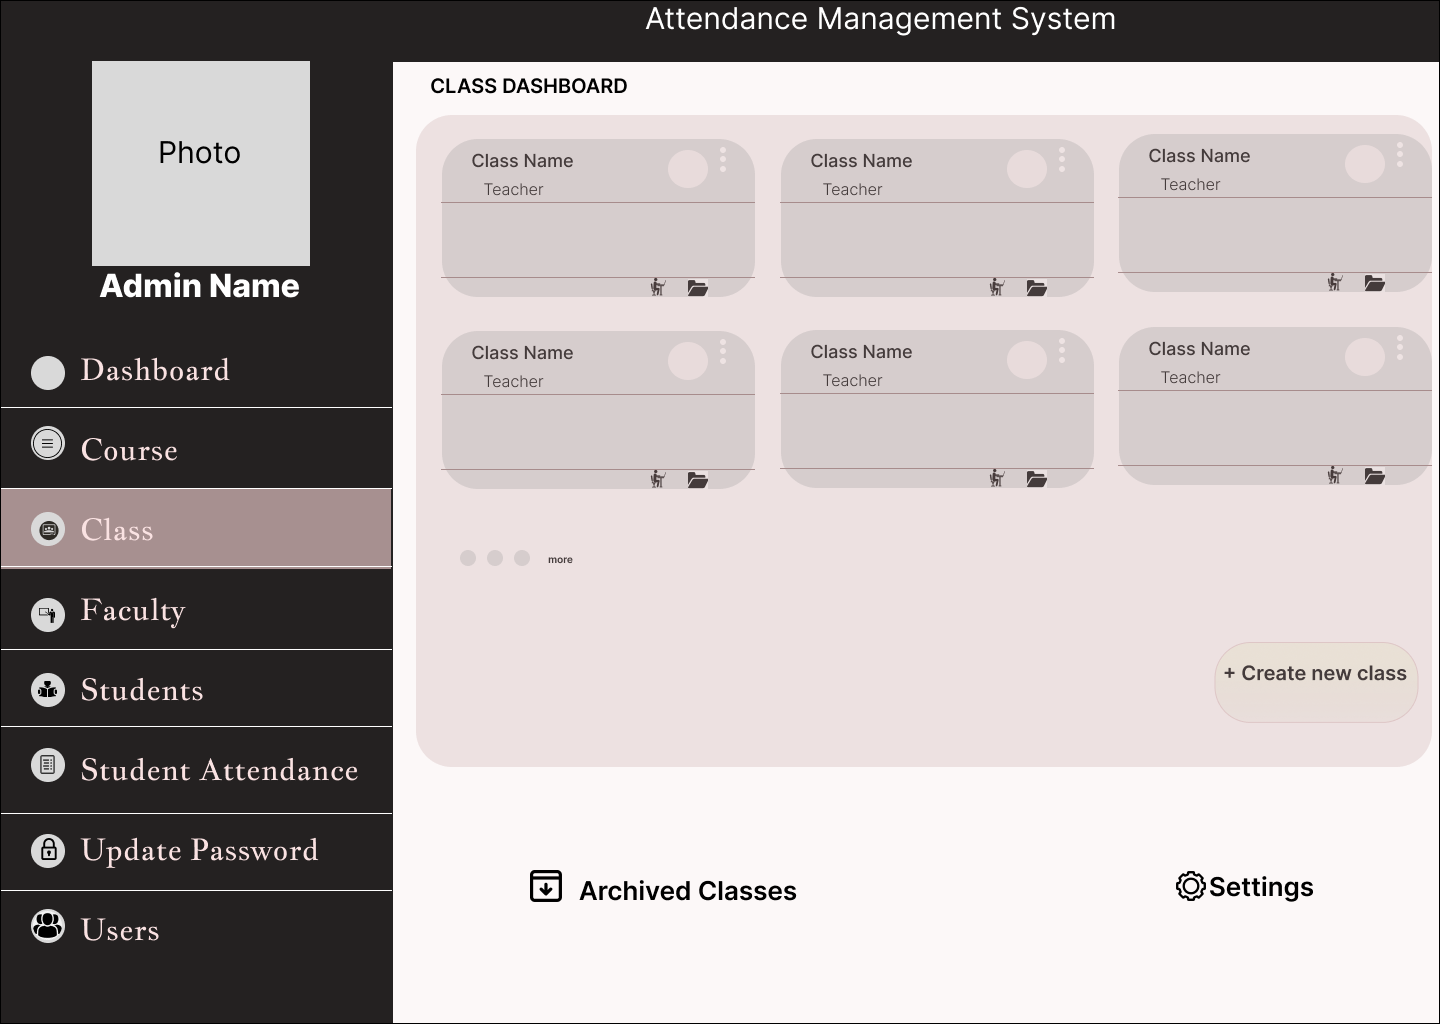 Attendance Management System
Photo
Admin Name
Dashboard
Course
Class
Faculty
Students
Student Attendance
Update Password
Users
CLASS DASHBOARD
Class Name
Teacher
Class Name
Teacher
Class Name
Teacher
Class Name
Teacher
Class Name
Teacher
Class Name
Teacher
more
+ Create new class
Archived Classes
Settings